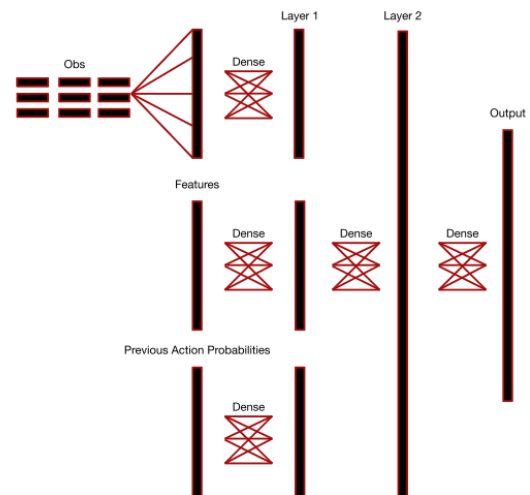 Layer 1
Layer 2
Obs
Dense
Output
Features
Dense
Dense
Dense
Previous Action Probabilities
Dense